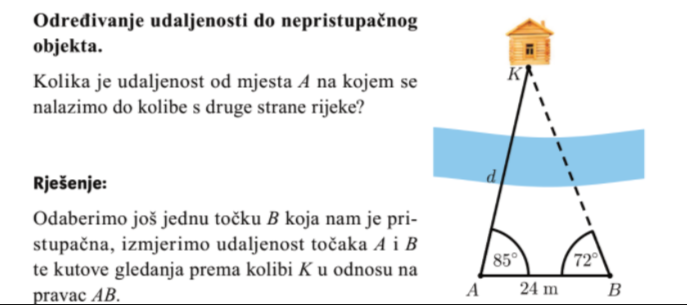 Određivanje udaljenosti do nepristupačnog
objekta.
Kolika je udaljenost od mjesta A na kojem se
nalazimo do kolibe s druge strane rijeke?
Rješenje:
Odaberimo još jednu točku B koja nam je pri-
stupačna, izmjerimo udaljenost točaka A i B
te kutove gledanja prema kolibi K u odnosu na
pravac AB.
K
d
85°
72°
A
24 m
B